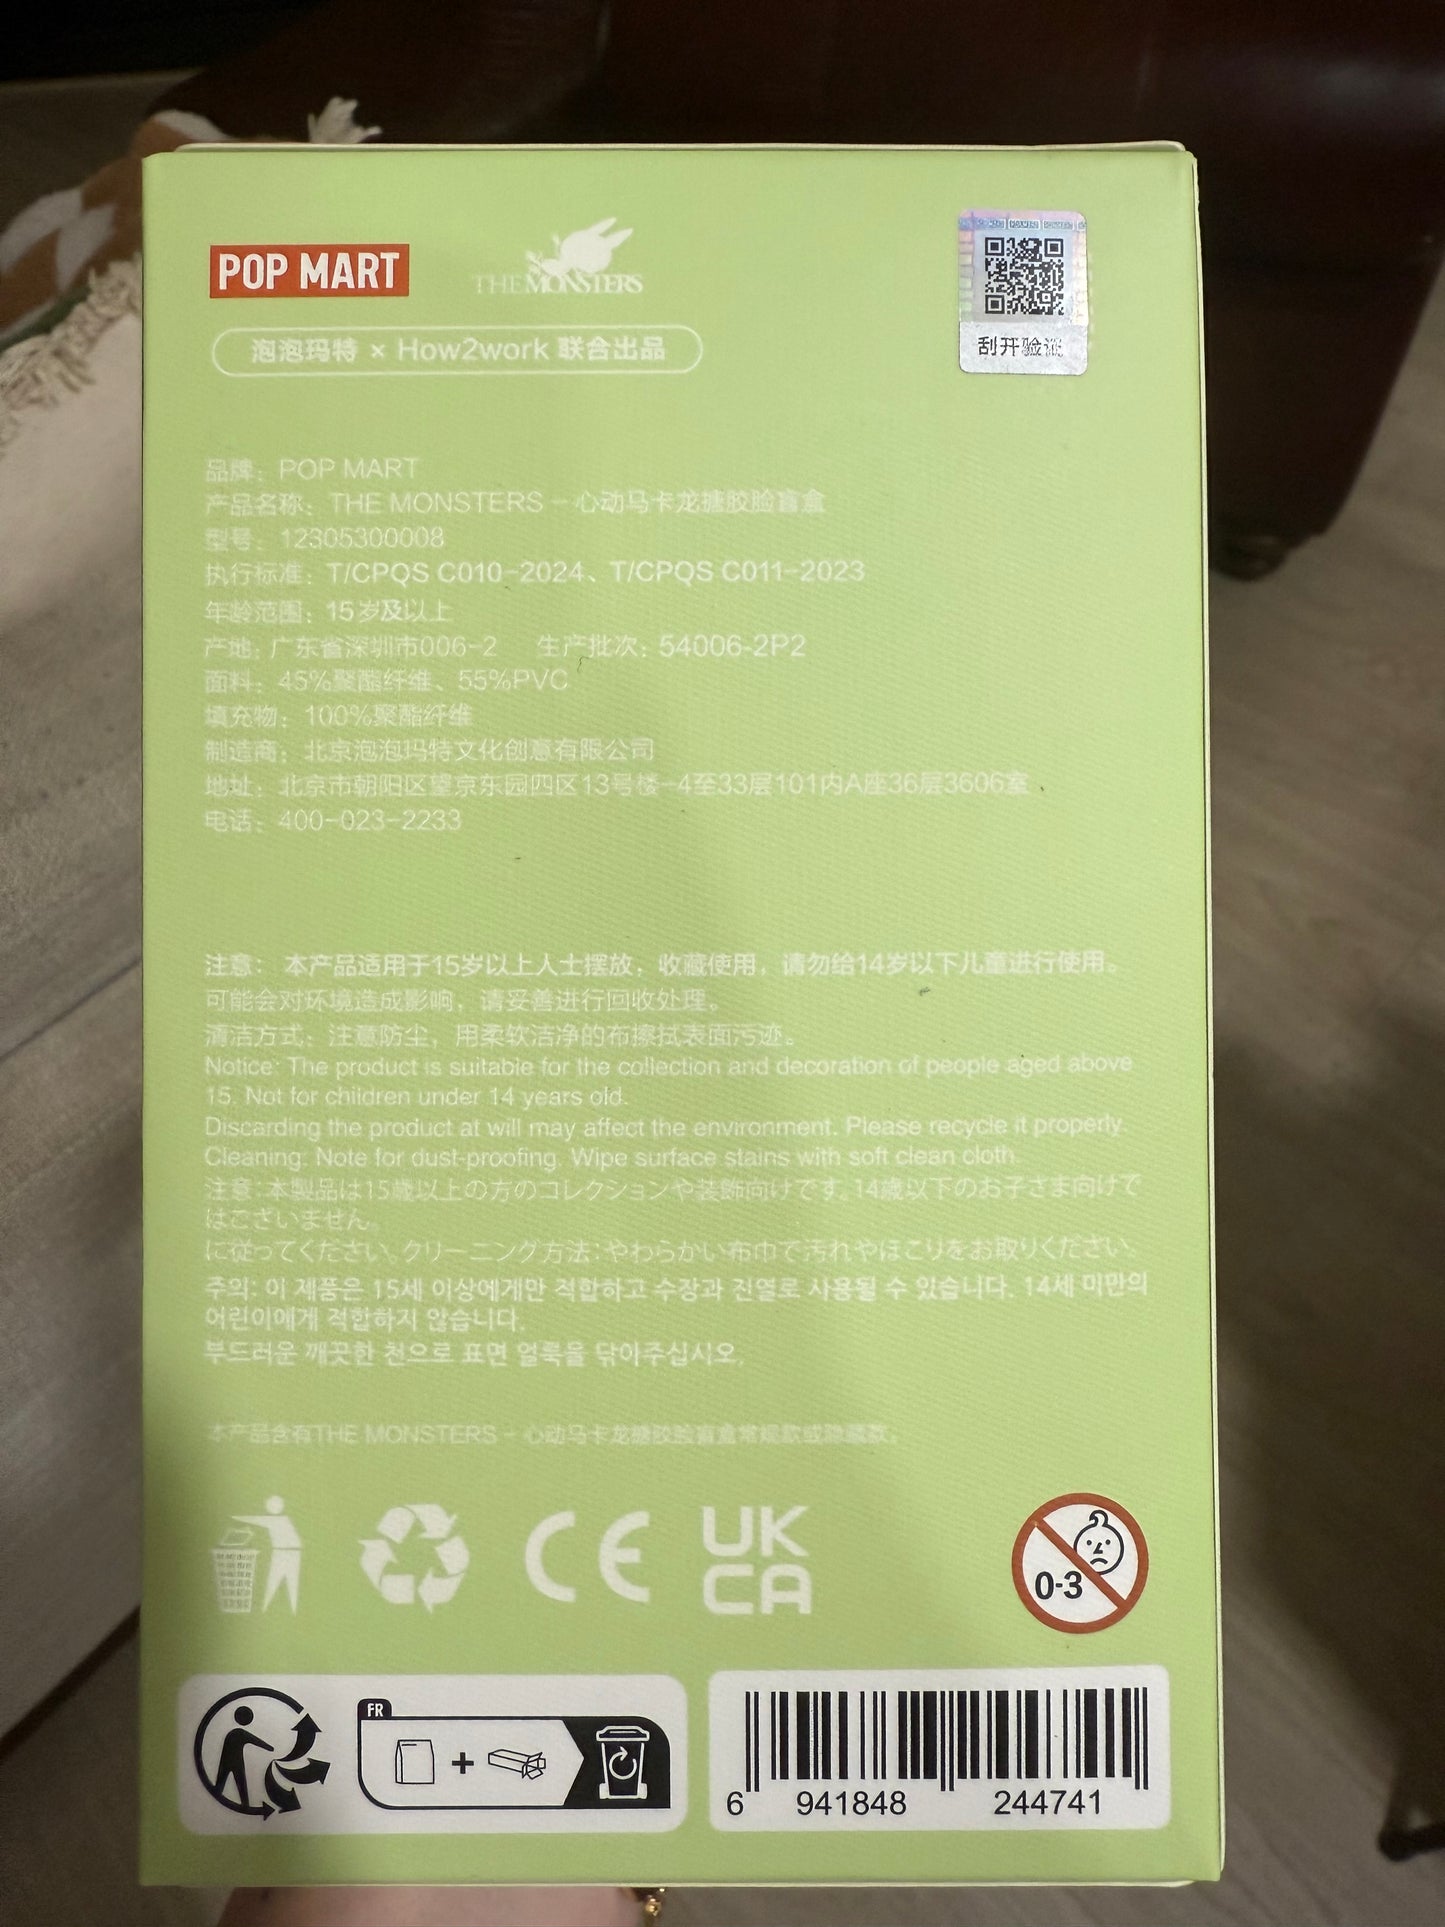 POP MART
THE MONSTERS
泡泡玛特 × How2work 联合出品
刮开验证
品牌：POP MART
产品名称：THE MONSTERS - 心动马卡龙搪胶脸盲盒
型号：12305300008
执行标准：T/CPQS C010-2024、T/CPQS C011-2023
年龄范围：15岁及以上
产地：广东省深圳市006-2 生产批次：54006-2P2
面料：45%聚酯纤维、55%PVC
填充物：100%聚酯纤维
制造商：北京泡泡玛特文化创意有限公司
地址：北京市朝阳区望京东园四区13号楼-4至33层101内A座36层3606室
电话：400-023-2233
注意：本产品适用于15岁以上人士摆放，收藏使用，请勿给14岁以下儿童进行使用。
可能会对环境造成影响，请妥善进行回收处理。
清洁方式：注意防尘，用柔软洁净的布擦拭表面污迹。
Notice: The product is suitable for the collection and decoration of people aged above
15. Not for children under 14 years old.
Discarding the product at will may affect the environment. Please recycle it properly.
Cleaning: Note for dust-proofing. Wipe surface stains with soft clean cloth.
注意：本製品は15歳以上の方のコレクションや装飾向けです。14歳以下のお子さま向けで
はございません。
に従ってください。クリーニング方法：やわらかい布巾で汚れやほこりをお取りください。
주의: 이 제품은 15세 이상에게만 적합하고 수장과 진열로 사용될 수 있습니다. 14세 미만의
어린이에게 적합하지 않습니다.
부드러운 깨끗한 천으로 표면 얼룩을 닦아주십시오.
本产品含有THE MONSTERS - 心动马卡龙搪胶脸盲盒常规款或隐藏款。
CE
UK
CA
0-3
FR
6 941848 244741